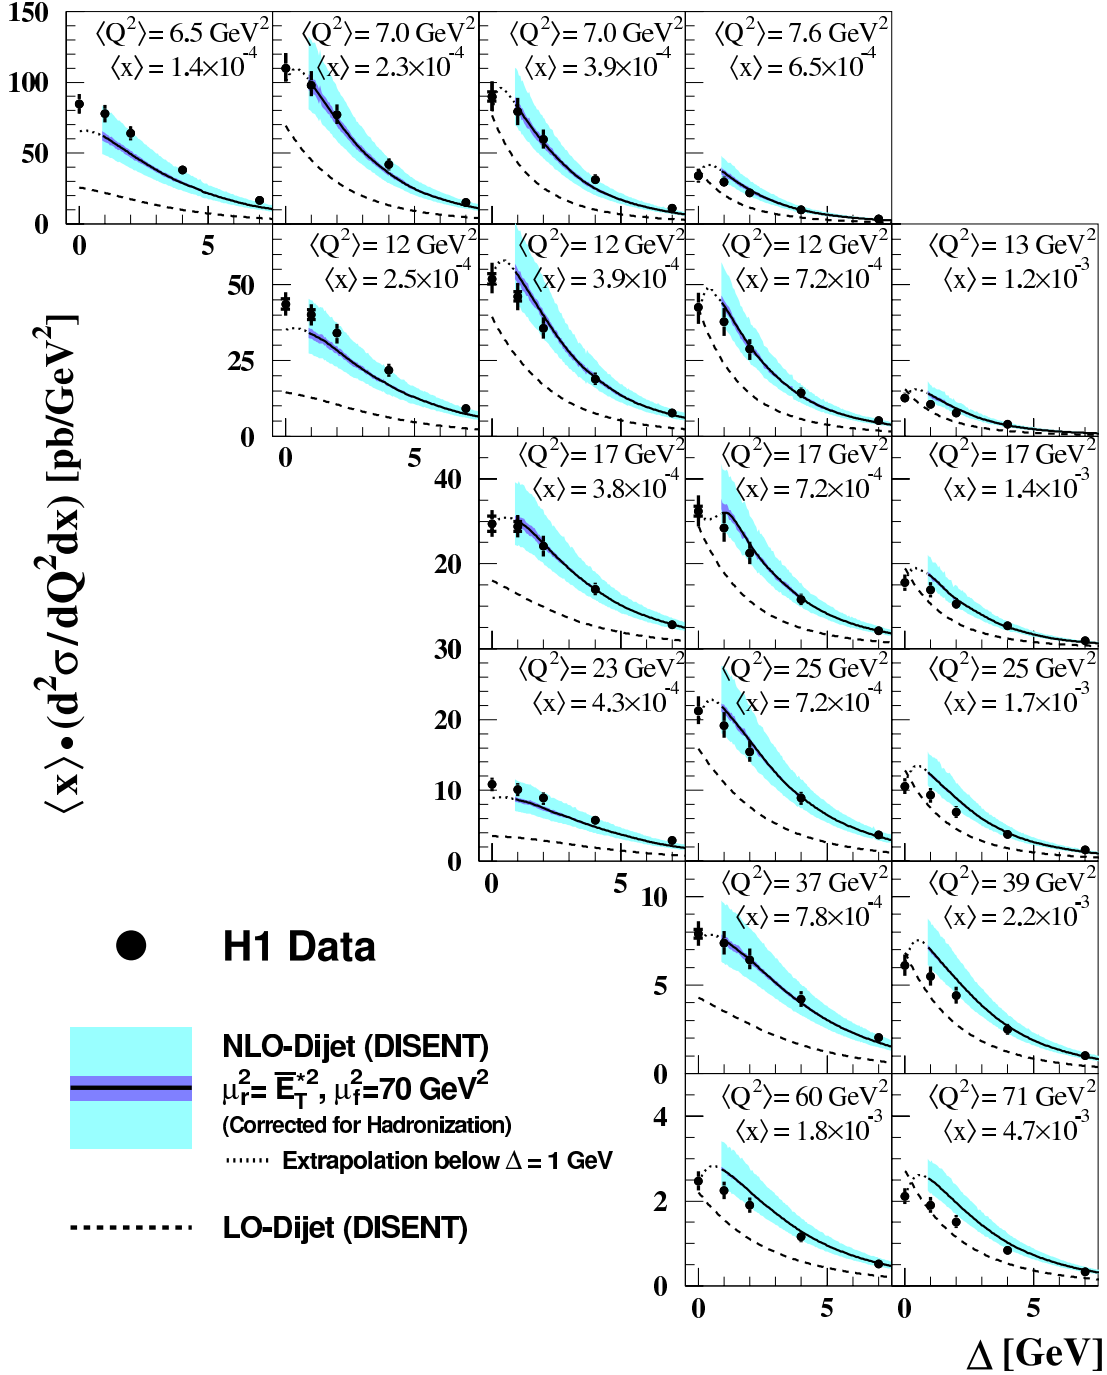 150
100
50
0
⟨Q²⟩= 6.5 GeV²
⟨x⟩ = 1.4×10⁻⁴
⟨Q²⟩= 7.0 GeV²
⟨x⟩ = 2.3×10⁻⁴
⟨Q²⟩= 7.0 GeV²
⟨x⟩ = 3.9×10⁻⁴
⟨Q²⟩= 7.6 GeV²
⟨x⟩ = 6.5×10⁻⁴
0 5
50
25
0
⟨Q²⟩= 12 GeV²
⟨x⟩ = 2.5×10⁻⁴
⟨Q²⟩= 12 GeV²
⟨x⟩ = 3.9×10⁻⁴
⟨Q²⟩= 12 GeV²
⟨x⟩ = 7.2×10⁻⁴
⟨Q²⟩= 13 GeV²
⟨x⟩ = 1.2×10⁻³
0 5
40
20
30
⟨Q²⟩= 17 GeV²
⟨x⟩ = 3.8×10⁻⁴
⟨Q²⟩= 17 GeV²
⟨x⟩ = 7.2×10⁻⁴
⟨Q²⟩= 17 GeV²
⟨x⟩ = 1.4×10⁻³
20
10
0
⟨Q²⟩= 23 GeV²
⟨x⟩ = 4.3×10⁻⁴
⟨Q²⟩= 25 GeV²
⟨x⟩ = 7.2×10⁻⁴
⟨Q²⟩= 25 GeV²
⟨x⟩ = 1.7×10⁻³
0 5
10
5
0
⟨Q²⟩= 37 GeV²
⟨x⟩ = 7.8×10⁻⁴
⟨Q²⟩= 39 GeV²
⟨x⟩ = 2.2×10⁻³
4
2
0
⟨Q²⟩= 60 GeV²
⟨x⟩ = 1.8×10⁻³
⟨Q²⟩= 71 GeV²
⟨x⟩ = 4.7×10⁻³
0 5 0 5
Δ [GeV]
⟨x⟩•(d²σ/dQ²dx) [pb/GeV²]
H1 Data
NLO-Dijet (DISENT)
μᵣ²= E̅_T*², μ_f²=70 GeV²
(Corrected for Hadronization)
Extrapolation below Δ = 1 GeV
LO-Dijet (DISENT)